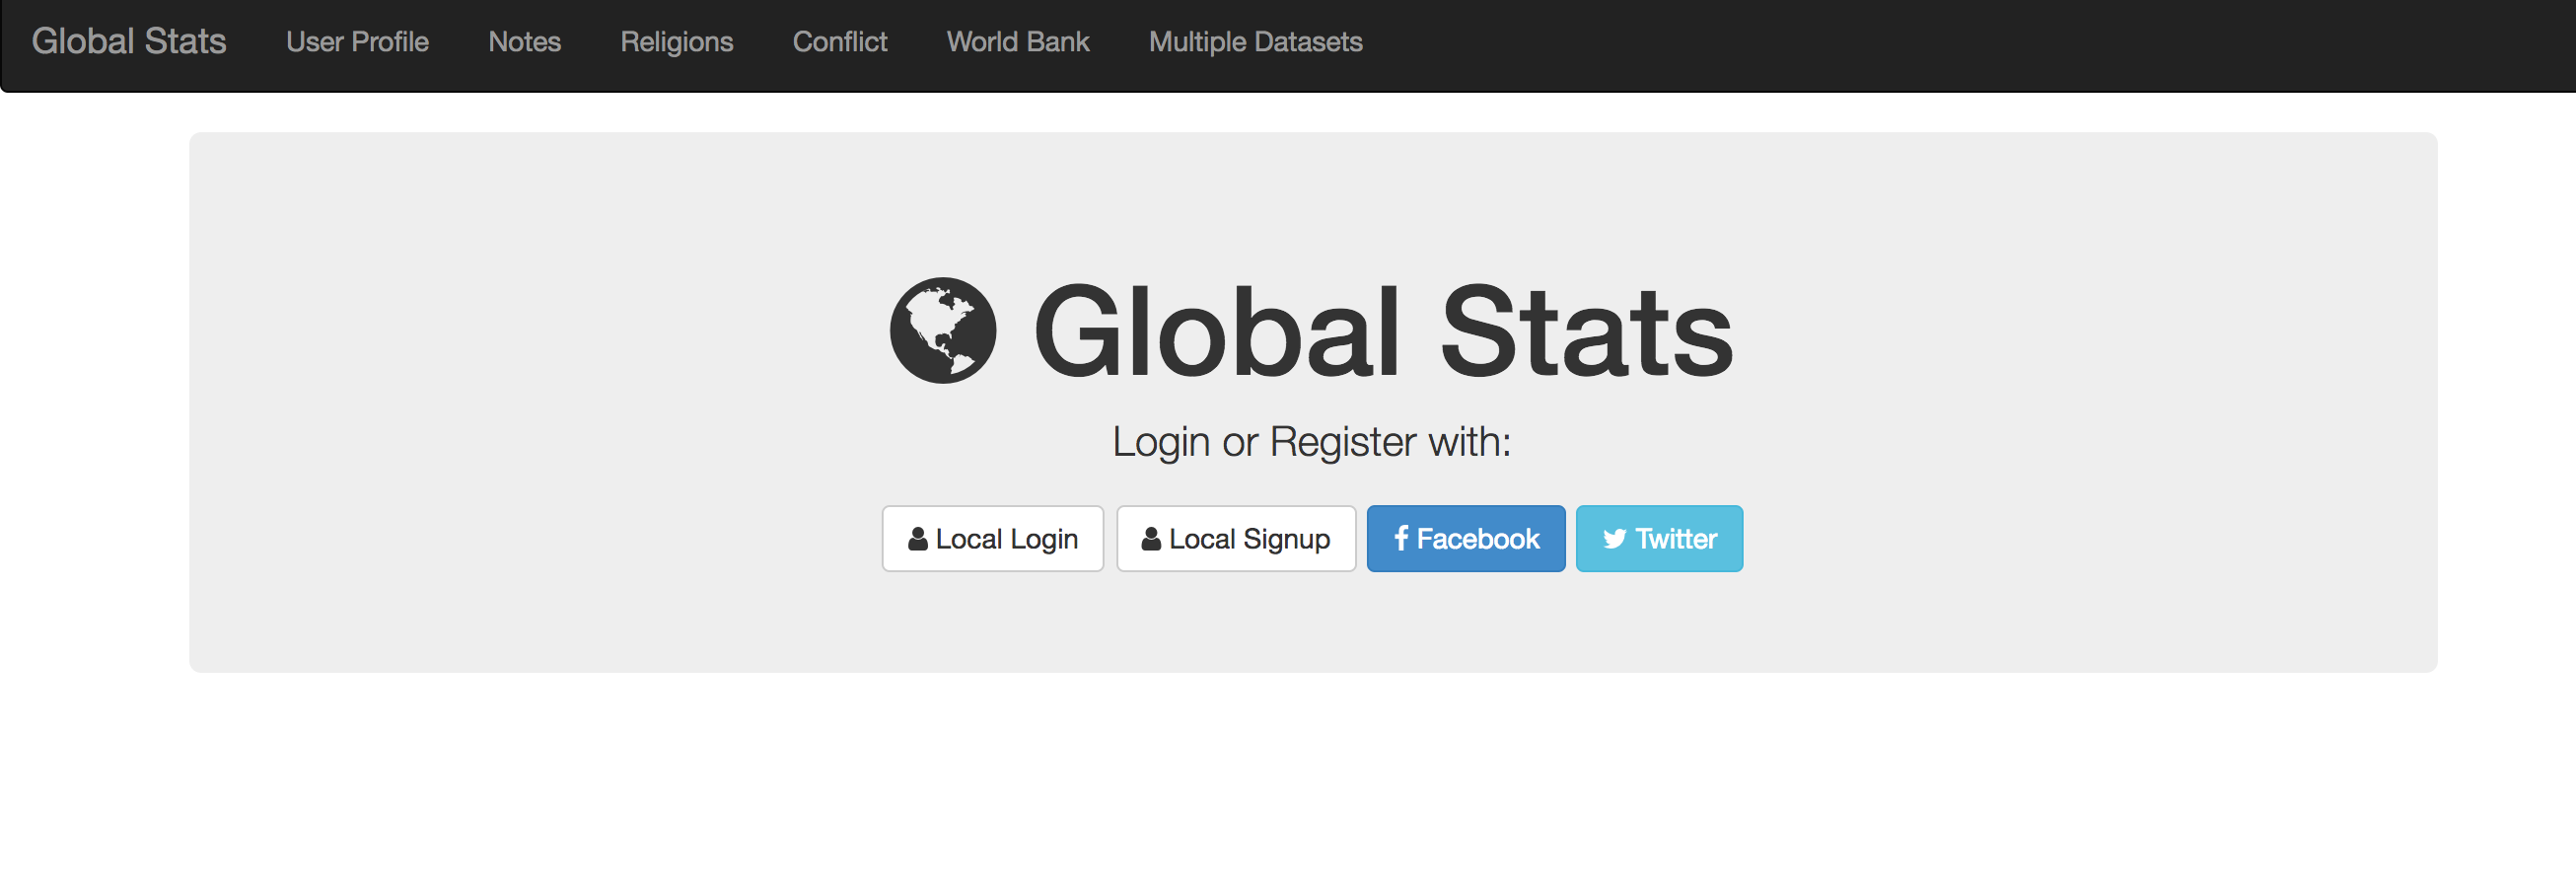 Global Stats User Profile Notes Religions Conflict World Bank Multiple Datasets
Global Stats
Login or Register with:
Local Login Local Signup Facebook Twitter